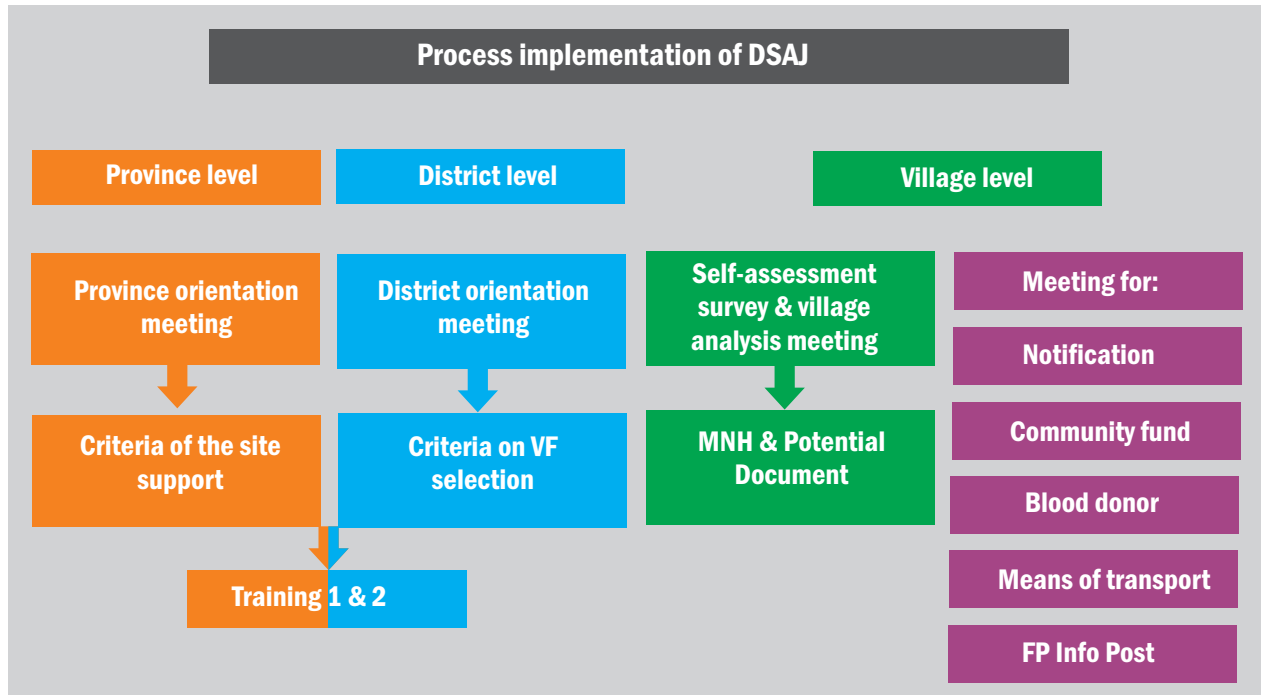 Process implementation of DSAJ
Province level
District level
Village level
Province orientation
meeting
District orientation
meeting
Self-assessment
survey & village
analysis meeting
Meeting for:
Notification
Criteria of the site
support
Criteria on VF
selection
MNH & Potential
Document
Community fund
Blood donor
Training 1 & 2
Means of transport
FP Info Post